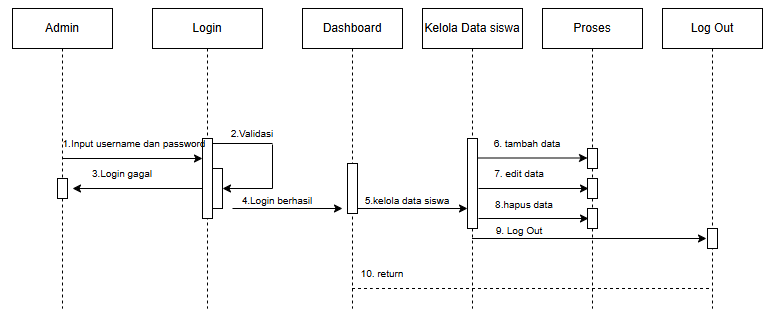 Admin
Login
Dashboard
Kelola Data siswa
Proses
Log Out
1.Input username dan password
2.Validasi
3.Login gagal
4.Login berhasil
5.kelola data siswa
6. tambah data
7. edit data
8.hapus data
9. Log Out
10. return